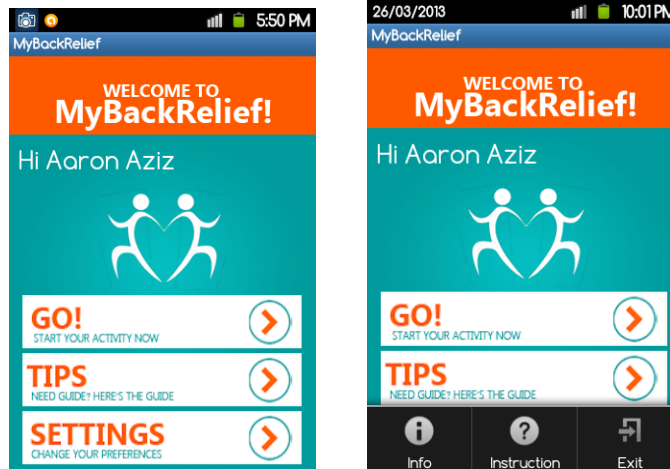 5:50 PM
MyBackRelief
WELCOME TO
MyBackRelief!
Hi Aaron Aziz
GO!
START YOUR ACTIVITY NOW
TIPS
NEED GUIDE? HERE'S THE GUIDE
SETTINGS
CHANGE YOUR PREFERENCES
26/03/2013 10:01 PM
MyBackRelief
WELCOME TO
MyBackRelief!
Hi Aaron Aziz
GO!
START YOUR ACTIVITY NOW
TIPS
NEED GUIDE? HERE'S THE GUIDE
Info Instruction Exit